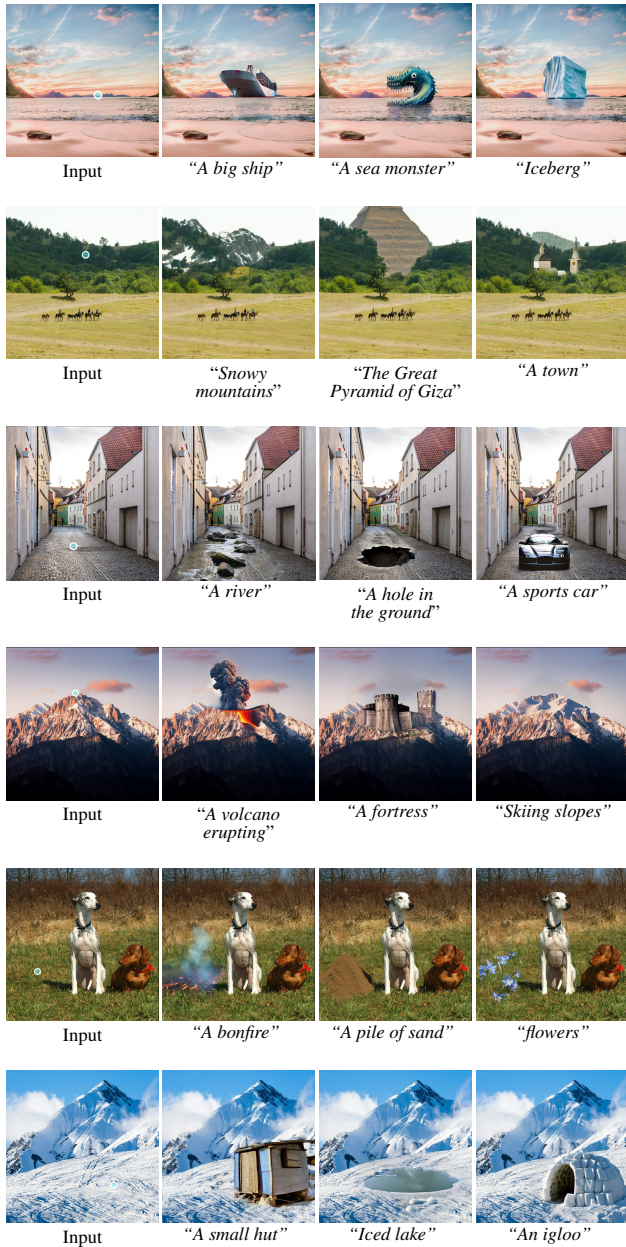 Input
“A big ship”
“A sea monster”
“Iceberg”
Input
“Snowy
mountains”
“The Great
Pyramid of Giza”
“A town”
Input
“A river”
“A hole in
the ground”
“A sports car”
Input
“A volcano
erupting”
“A fortress”
“Skiing slopes”
Input
“A bonfire”
“A pile of sand”
“flowers”
Input
“A small hut”
“Iced lake”
“An igloo”